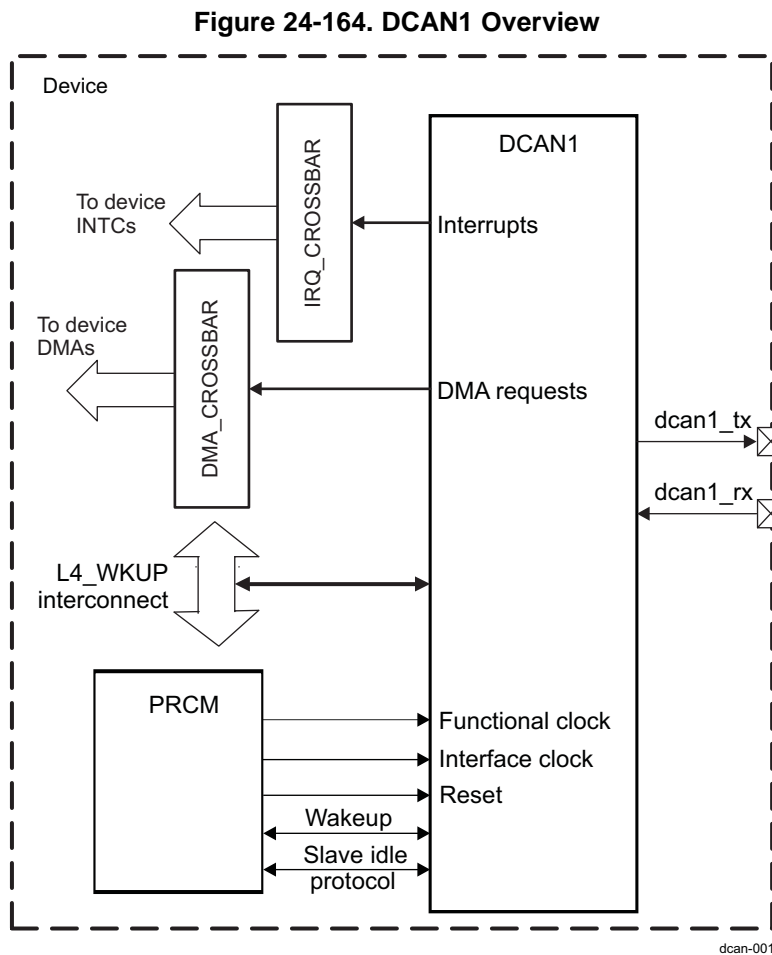 Figure 24-164. DCAN1 Overview
Device
DCAN1
IRQ_CROSSBAR
To device
INTCs
Interrupts
DMA_CROSSBAR
To device
DMAs
DMA requests
dcan1_tx
dcan1_rx
L4_WKUP
interconnect
PRCM
Functional clock
Interface clock
Reset
Wakeup
Slave idle
protocol
dcan-001